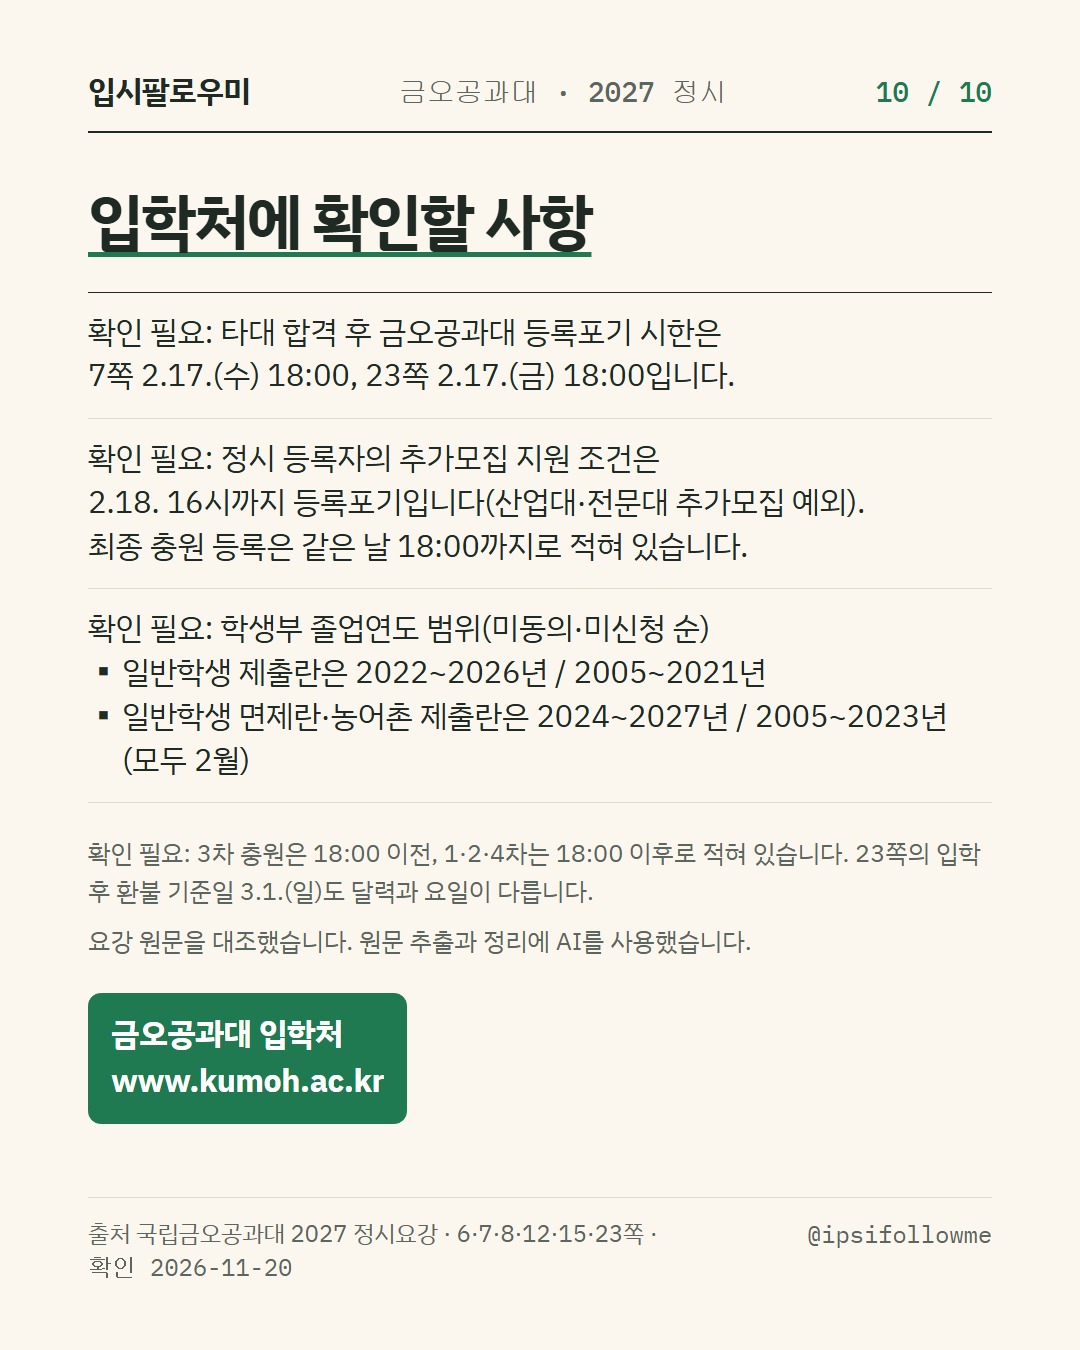 입시팔로우미
금오공과대 · 2027 정시
10 / 10
입학처에 확인할 사항
확인 필요: 타대 합격 후 금오공과대 등록포기 시한은
7쪽 2.17.(수) 18:00, 23쪽 2.17.(금) 18:00입니다.
확인 필요: 정시 등록자의 추가모집 지원 조건은
2.18. 16시까지 등록포기입니다(산업대·전문대 추가모집 예외).
최종 충원 등록은 같은 날 18:00까지로 적혀 있습니다.
확인 필요: 학생부 졸업연도 범위(미동의·미신청 순)
▪ 일반학생 제출란은 2022~2026년 / 2005~2021년
▪ 일반학생 면제란·농어촌 제출란은 2024~2027년 / 2005~2023년
(모두 2월)
확인 필요: 3차 충원은 18:00 이전, 1·2·4차는 18:00 이후로 적혀 있습니다. 23쪽의 입학
후 환불 기준일 3.1.(일)도 달력과 요일이 다릅니다.
요강 원문을 대조했습니다. 원문 추출과 정리에 AI를 사용했습니다.
금오공과대 입학처
www.kumoh.ac.kr
출처 국립금오공과대 2027 정시요강 · 6·7·8·12·15·23쪽 ·
확인 2026-11-20
@ipsifollowme